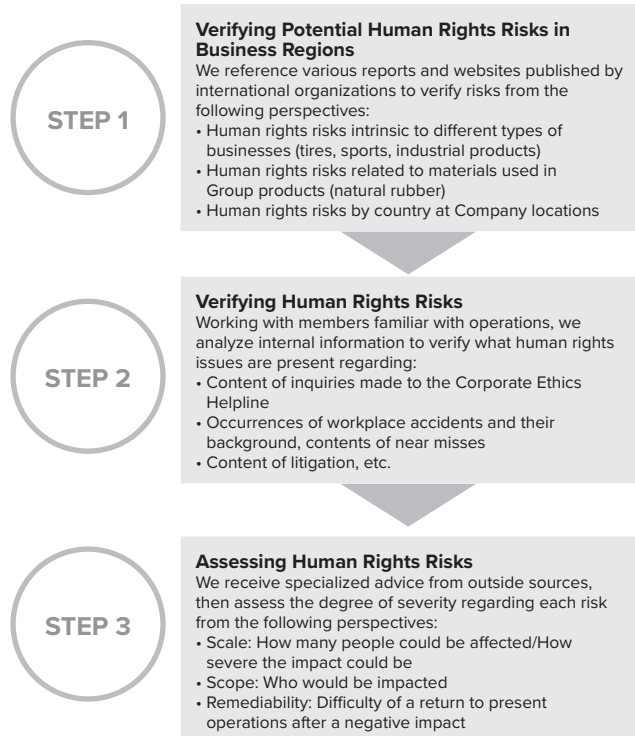 STEP 1
Verifying Potential Human Rights Risks in
Business Regions
We reference various reports and websites published by
international organizations to verify risks from the
following perspectives:
• Human rights risks intrinsic to different types of
businesses (tires, sports, industrial products)
• Human rights risks related to materials used in
Group products (natural rubber)
• Human rights risks by country at Company locations
STEP 2
Verifying Human Rights Risks
Working with members familiar with operations, we
analyze internal information to verify what human rights
issues are present regarding:
• Content of inquiries made to the Corporate Ethics
Helpline
• Occurrences of workplace accidents and their
background, contents of near misses
• Content of litigation, etc.
STEP 3
Assessing Human Rights Risks
We receive specialized advice from outside sources,
then assess the degree of severity regarding each risk
from the following perspectives:
• Scale: How many people could be affected/How
severe the impact could be
• Scope: Who would be impacted
• Remediability: Difficulty of a return to present
operations after a negative impact